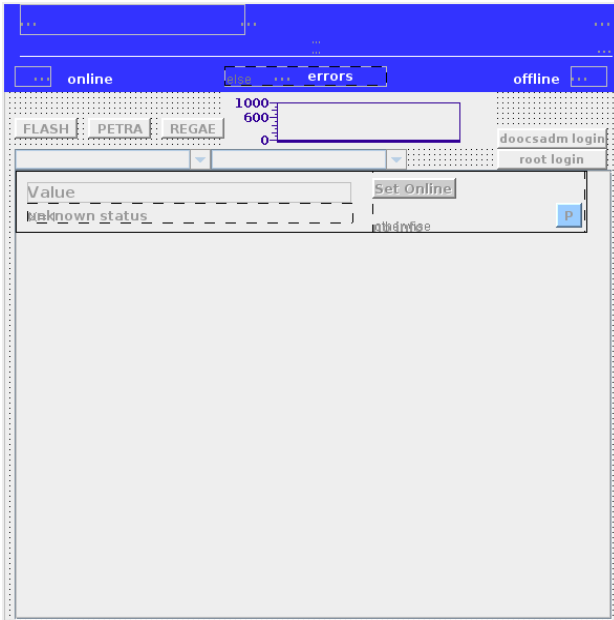 ... ... ...
...
... ...
... online else ... errors offline ...
1000
600
0
FLASH PETRA REGAE
doocsadm login
root login
Value
Set Online
unknown status
P
otherwise